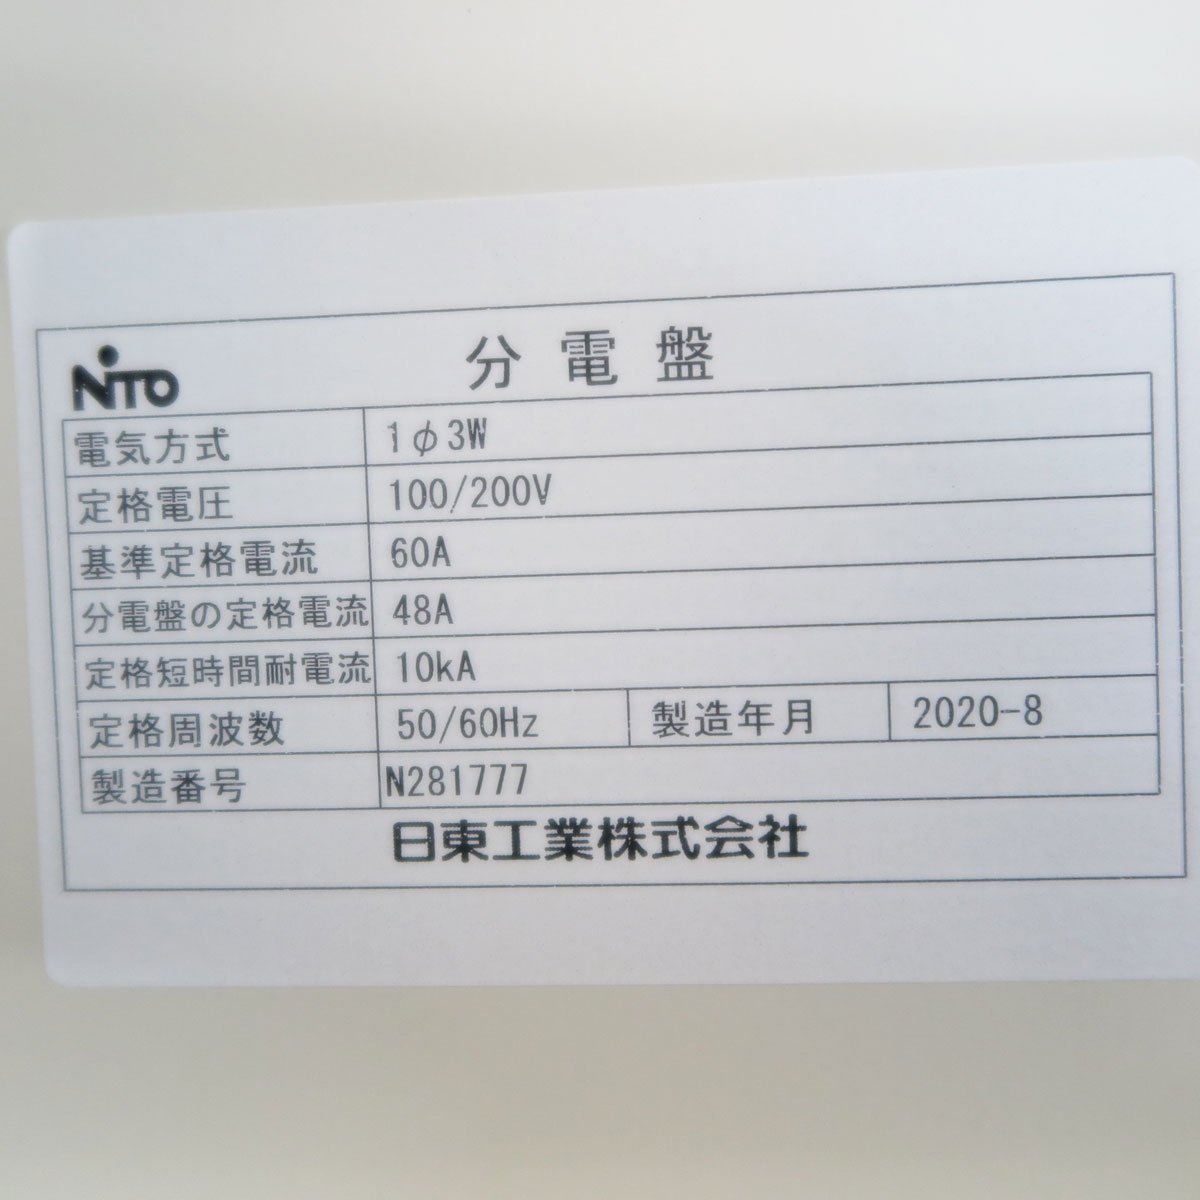 NITO 分電盤
電気方式 1φ3W
定格電圧 100/200V
基準定格電流 60A
分電盤の定格電流 48A
定格短時間耐電流 10kA
定格周波数 50/60Hz 製造年月 2020-8
製造番号 N281777
日東工業株式会社